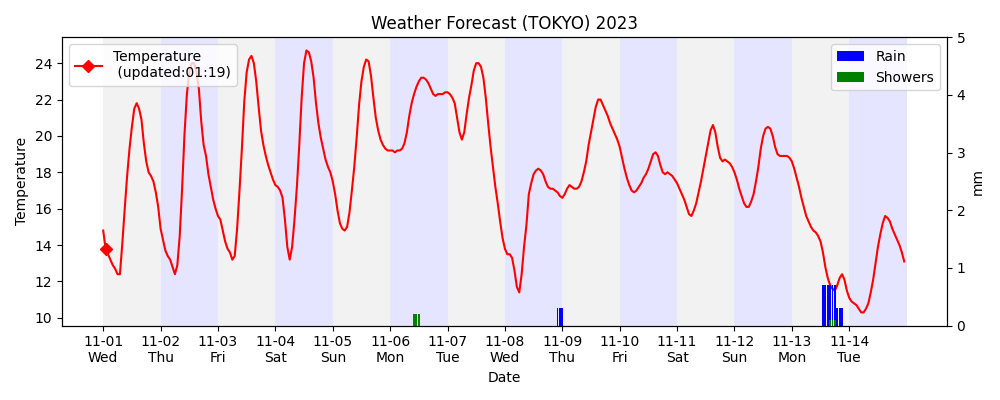 Weather Forecast (TOKYO) 2023
Temperature
(updated:01:19)
Rain
Showers
Temperature
24
22
20
18
16
14
12
10
5
4
3
2
1
0
mm
11-01 11-02 11-03 11-04 11-05 11-06 11-07 11-08 11-09 11-10 11-11 11-12 11-13 11-14
Wed Thu Fri Sat Sun Mon Tue Wed Thu Fri Sat Sun Mon Tue
Date